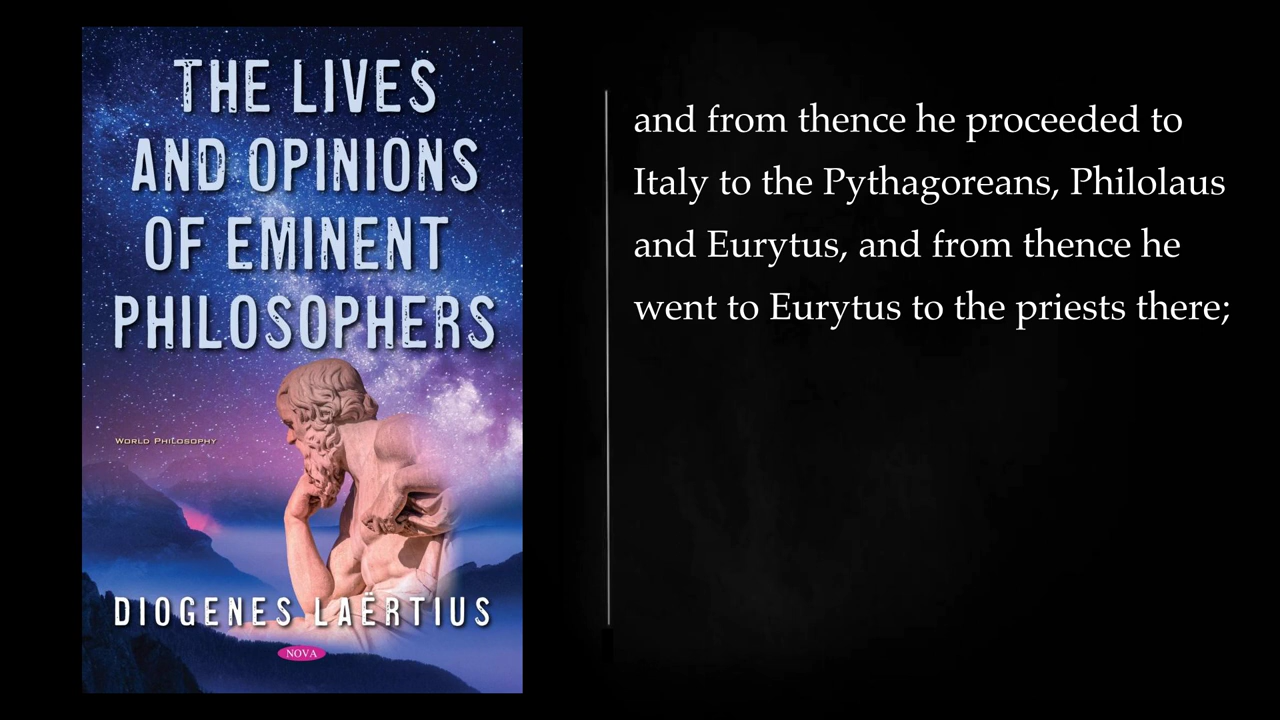 THE LIVES
AND OPINIONS
OF EMINENT
PHILOSOPHERS
WORLD PHILOSOPHY
DIOGENES LAËRTIUS
NOVA
and from thence he proceeded to
Italy to the Pythagoreans, Philolaus
and Eurytus, and from thence he
went to Eurytus to the priests there;